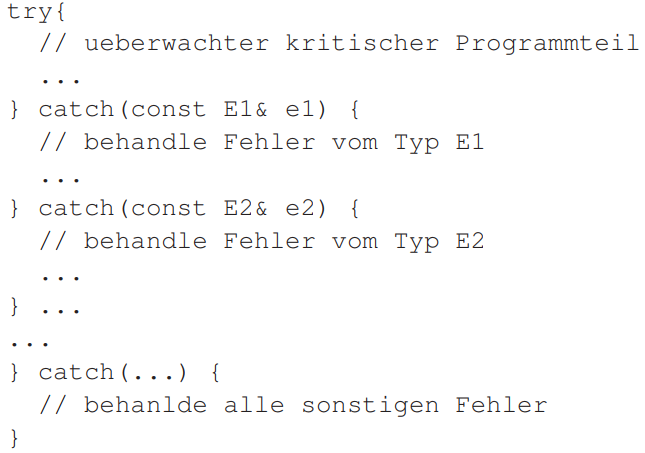 try{
  // ueberwachter kritischer Programmteil
  ...
} catch(const E1& e1) {
  // behandle Fehler vom Typ E1
  ...
} catch(const E2& e2) {
  // behandle Fehler vom Typ E2
  ...
} ...
...
} catch(...) {
  // behanlde alle sonstigen Fehler
}